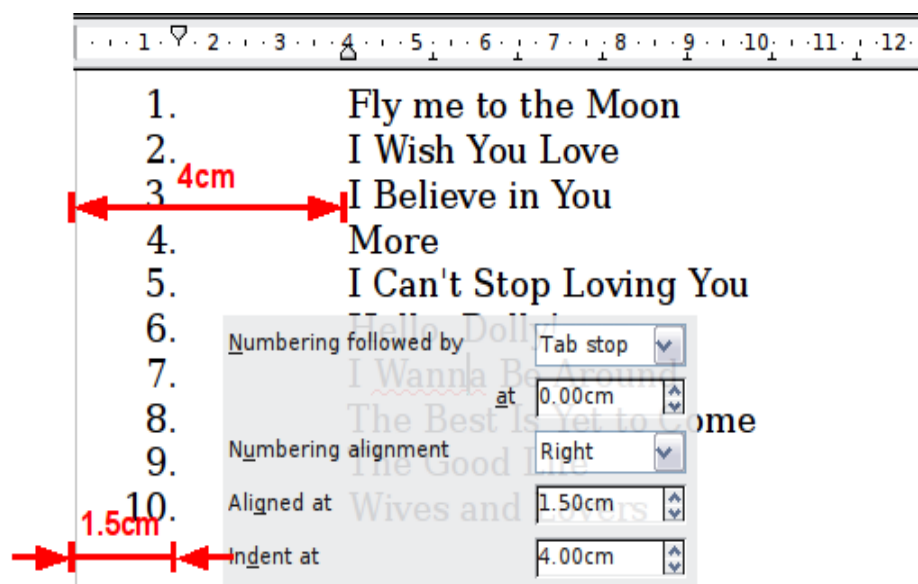 1 2 3 4 5 6 7 8 9 10 11 12
1. Fly me to the Moon
2. I Wish You Love
4cm
3. I Believe in You
4. More
5. I Can't Stop Loving You
6. Hello, Dolly!
Numbering followed by Tab stop
7. I Wanna Be Around
at 0.00cm
8. The Best Is Yet to Come
Numbering alignment Right
9. The Good Life
10. Wives and Lovers
Aligned at 1.50cm
1.5cm
Indent at 4.00cm